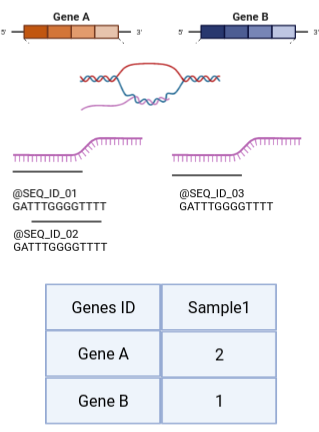 Gene A
Gene B
5' 3'
5' 3'
@SEQ_ID_01
GATTTGGGGTTTT
@SEQ_ID_02
GATTTGGGGTTTT
@SEQ_ID_03
GATTTGGGGTTTT
Genes ID Sample1
Gene A 2
Gene B 1